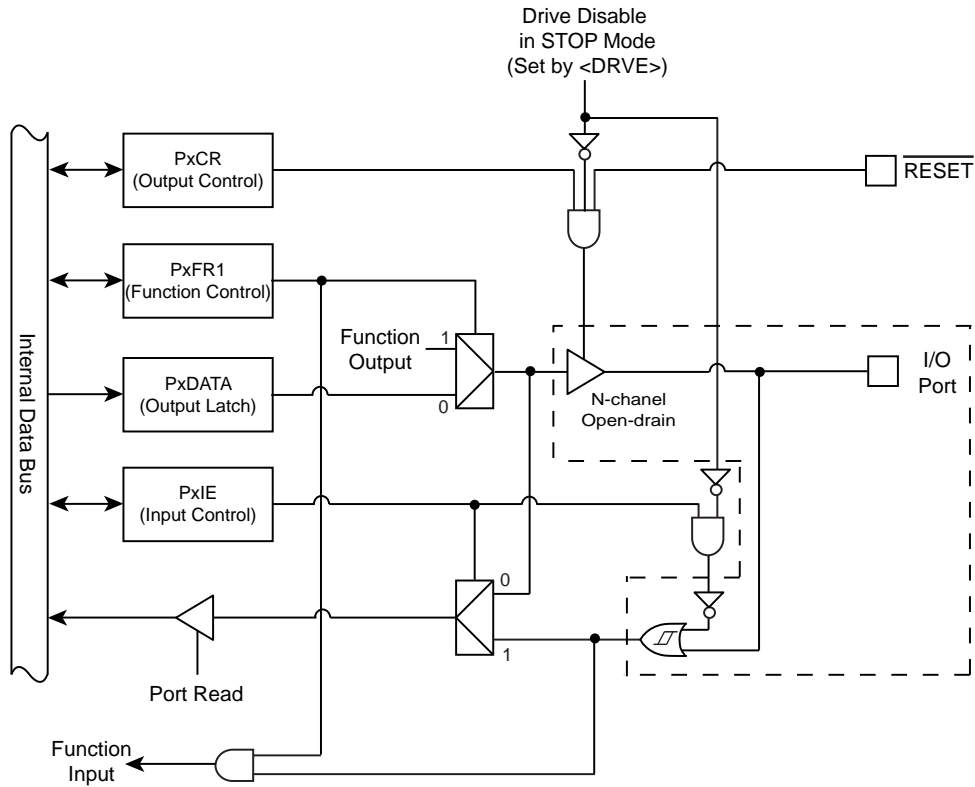 Drive Disable
in STOP Mode
(Set by <DRVE>)
PxCR
(Output Control)
RESET
PxFR1
(Function Control)
Function
Output
1
0
PxDATA
(Output Latch)
N-chanel
Open-drain
I/O
Port
Internal Data Bus
PxIE
(Input Control)
0
1
Port Read
Function
Input